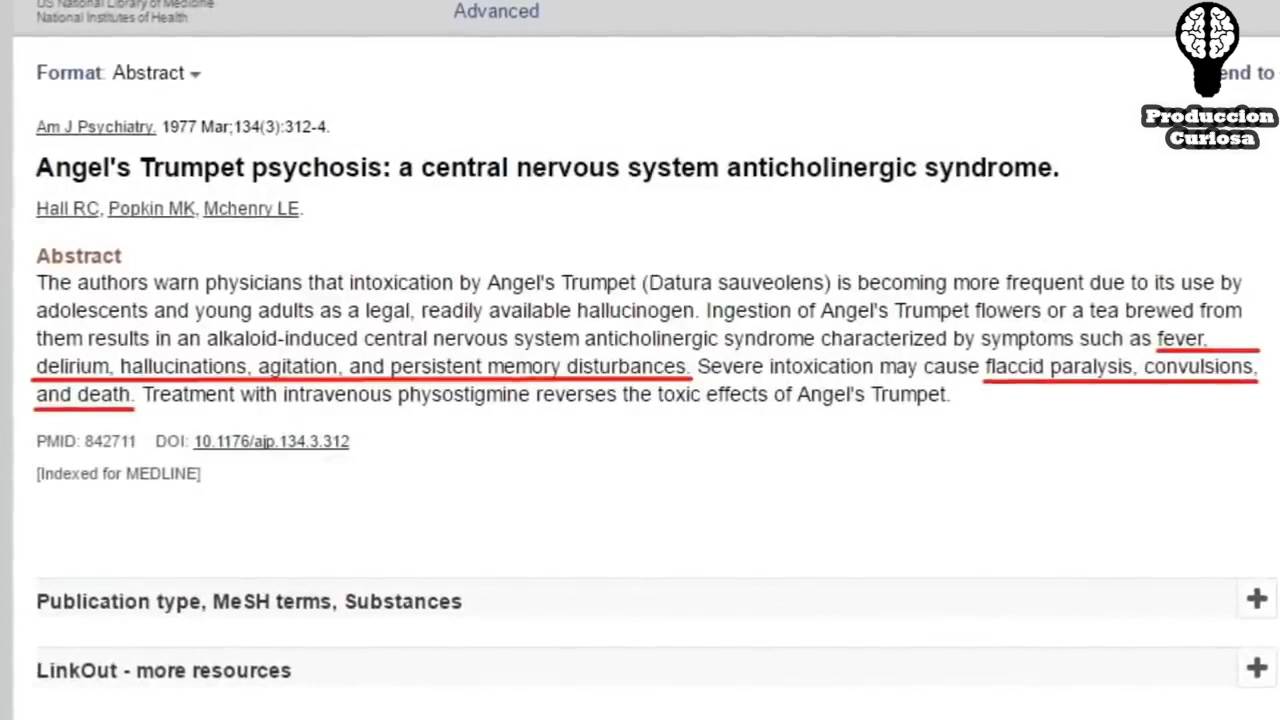 US National Library of Medicine
National Institutes of Health
Advanced
Format: Abstract
end to
Produccion
Curiosa
Am J Psychiatry. 1977 Mar;134(3):312-4.
Angel's Trumpet psychosis: a central nervous system anticholinergic syndrome.
Hall RC, Popkin MK, Mchenry LE.
Abstract
The authors warn physicians that intoxication by Angel's Trumpet (Datura sauveolens) is becoming more frequent due to its use by
adolescents and young adults as a legal, readily available hallucinogen. Ingestion of Angel's Trumpet flowers or a tea brewed from
them results in an alkaloid-induced central nervous system anticholinergic syndrome characterized by symptoms such as fever,
delirium, hallucinations, agitation, and persistent memory disturbances. Severe intoxication may cause flaccid paralysis, convulsions,
and death. Treatment with intravenous physostigmine reverses the toxic effects of Angel's Trumpet.
PMID: 842711 DOI: 10.1176/ajp.134.3.312
[Indexed for MEDLINE]
Publication type, MeSH terms, Substances
LinkOut - more resources